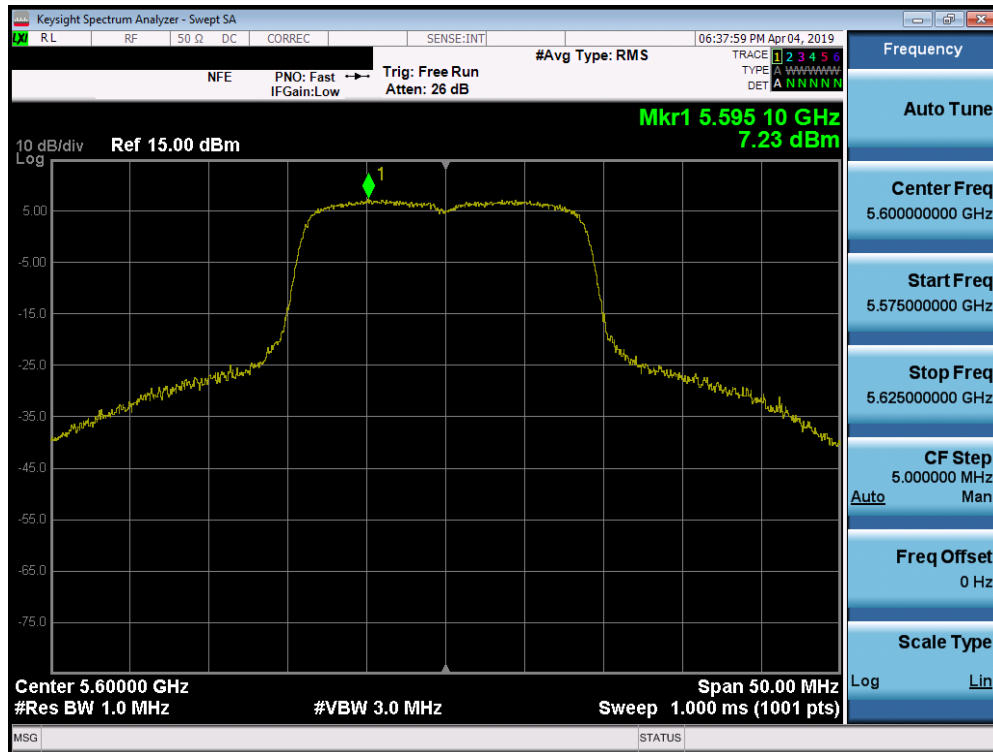 Keysight Spectrum Analyzer - Swept SA
LXI RL RF 50 Ω DC CORREC SENSE:INT 06:37:59 PM Apr 04, 2019
Frequency
#Avg Type: RMS
TRACE 1 2 3 4 5 6
NFE PNO: Fast Trig: Free Run
TYPE A WWWWW
IFGain:Low Atten: 26 dB
DET A N N N N N
Auto Tune
Mkr1 5.595 10 GHz
7.23 dBm
10 dB/div Ref 15.00 dBm
Log
1
5.00
-5.00
-15.0
-25.0
-35.0
-45.0
-55.0
-65.0
-75.0
Center 5.60000 GHz Span 50.00 MHz
#Res BW 1.0 MHz #VBW 3.0 MHz Sweep 1.000 ms (1001 pts)
Center Freq
5.600000000 GHz
Start Freq
5.575000000 GHz
Stop Freq
5.625000000 GHz
CF Step
5.000000 MHz
Auto Man
Freq Offset
0 Hz
Scale Type
Log Lin
MSG STATUS